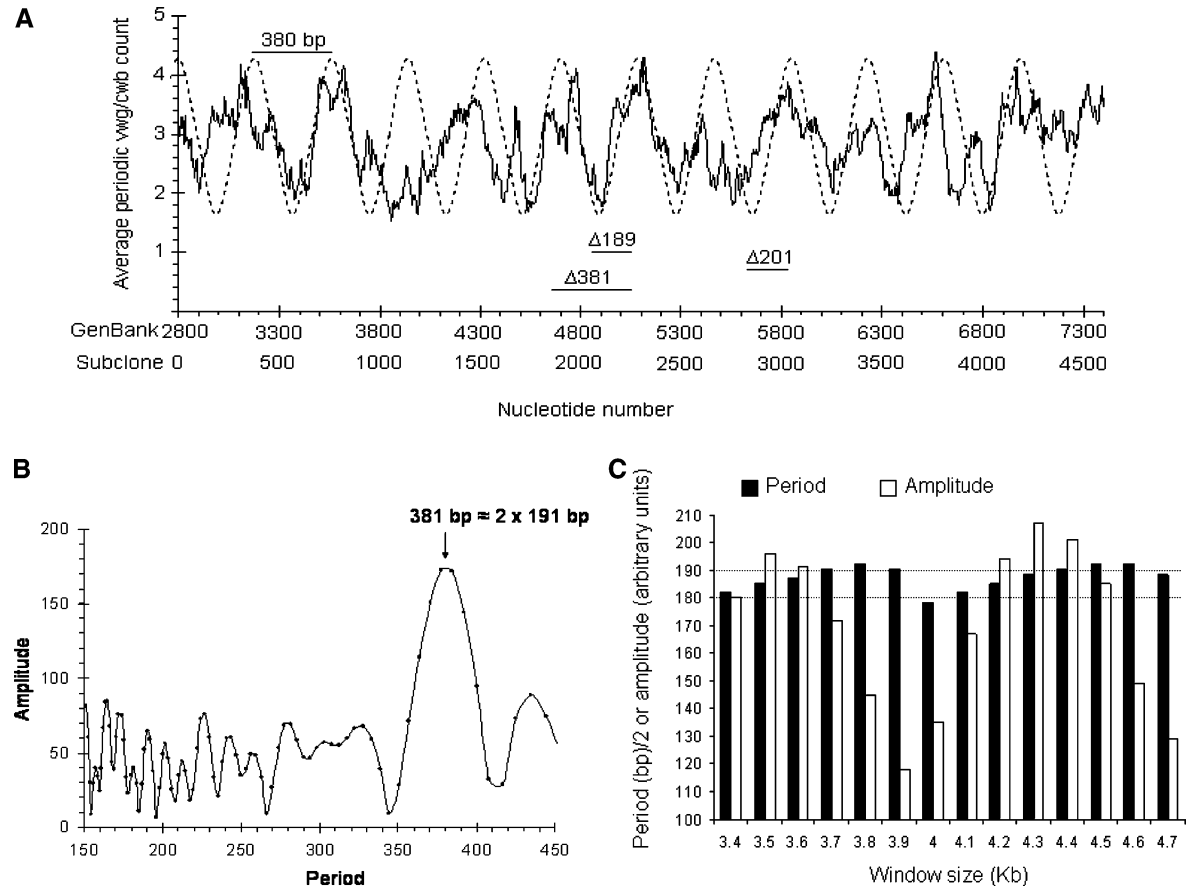 A
Average periodic vwg/cwb count
5
4
3
2
1
380 bp
Δ189
Δ201
Δ381
GenBank 2800 3300 3800 4300 4800 5300 5800 6300 6800 7300
Subclone 0 500 1000 1500 2000 2500 3000 3500 4000 4500
Nucleotide number
B
381 bp ≈ 2 x 191 bp
Amplitude
200
150
100
50
0
150 200 250 300 350 400 450
Period
C
Period Amplitude
Period (bp)/2 or amplitude (arbitrary units)
210
200
190
180
170
160
150
140
130
120
110
100
3.4 3.5 3.6 3.7 3.8 3.9 4 4.1 4.2 4.3 4.4 4.5 4.6 4.7
Window size (Kb)